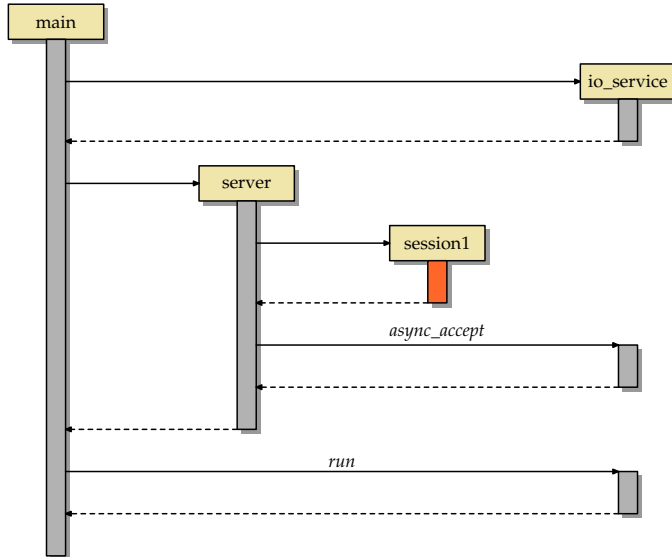 main
io_service
server
session1
async_accept
run